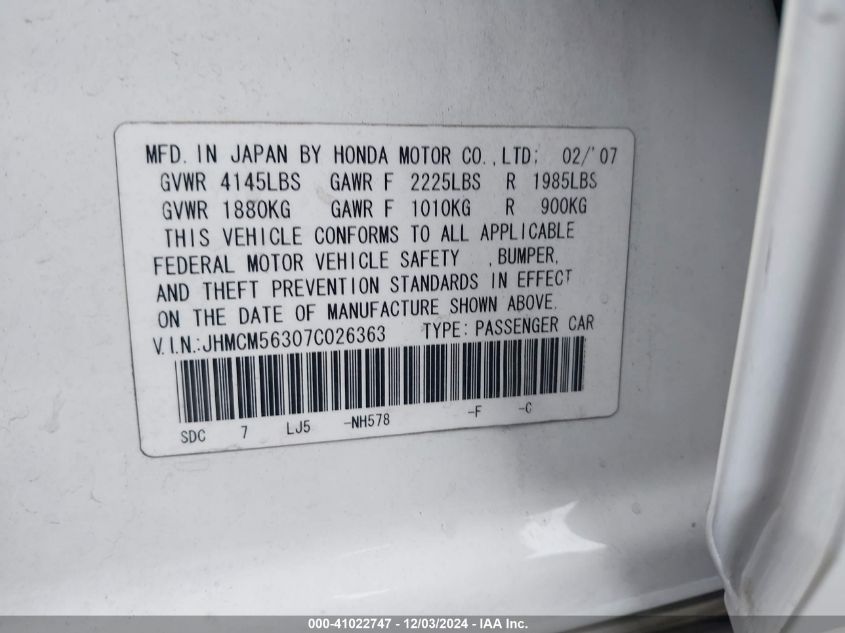 MFD. IN JAPAN BY HONDA MOTOR CO.,LTD: 02/'07
GVWR 4145LBS GAWR F 2225LBS R 1985LBS
GVWR 1880KG GAWR F 1010KG R 900KG
THIS VEHICLE CONFORMS TO ALL APPLICABLE
FEDERAL MOTOR VEHICLE SAFETY , BUMPER,
AND THEFT PREVENTION STANDARDS IN EFFECT
ON THE DATE OF MANUFACTURE SHOWN ABOVE.
V.I.N.:JHMCM56307C026363 TYPE: PASSENGER CAR
SDC 7 LJ5 -NH578 -F -C
000-41022747 - 12/03/2024 - IAA Inc.